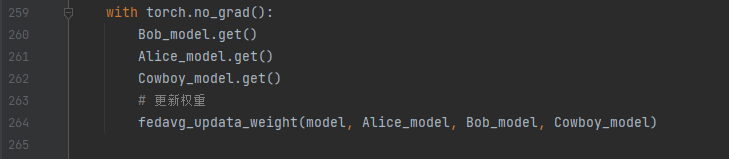 259 with torch.no_grad():
260 Bob_model.get()
261 Alice_model.get()
262 Cowboy_model.get()
263 # 更新权重
264 fedavg_updata_weight(model, Alice_model, Bob_model, Cowboy_model)
265